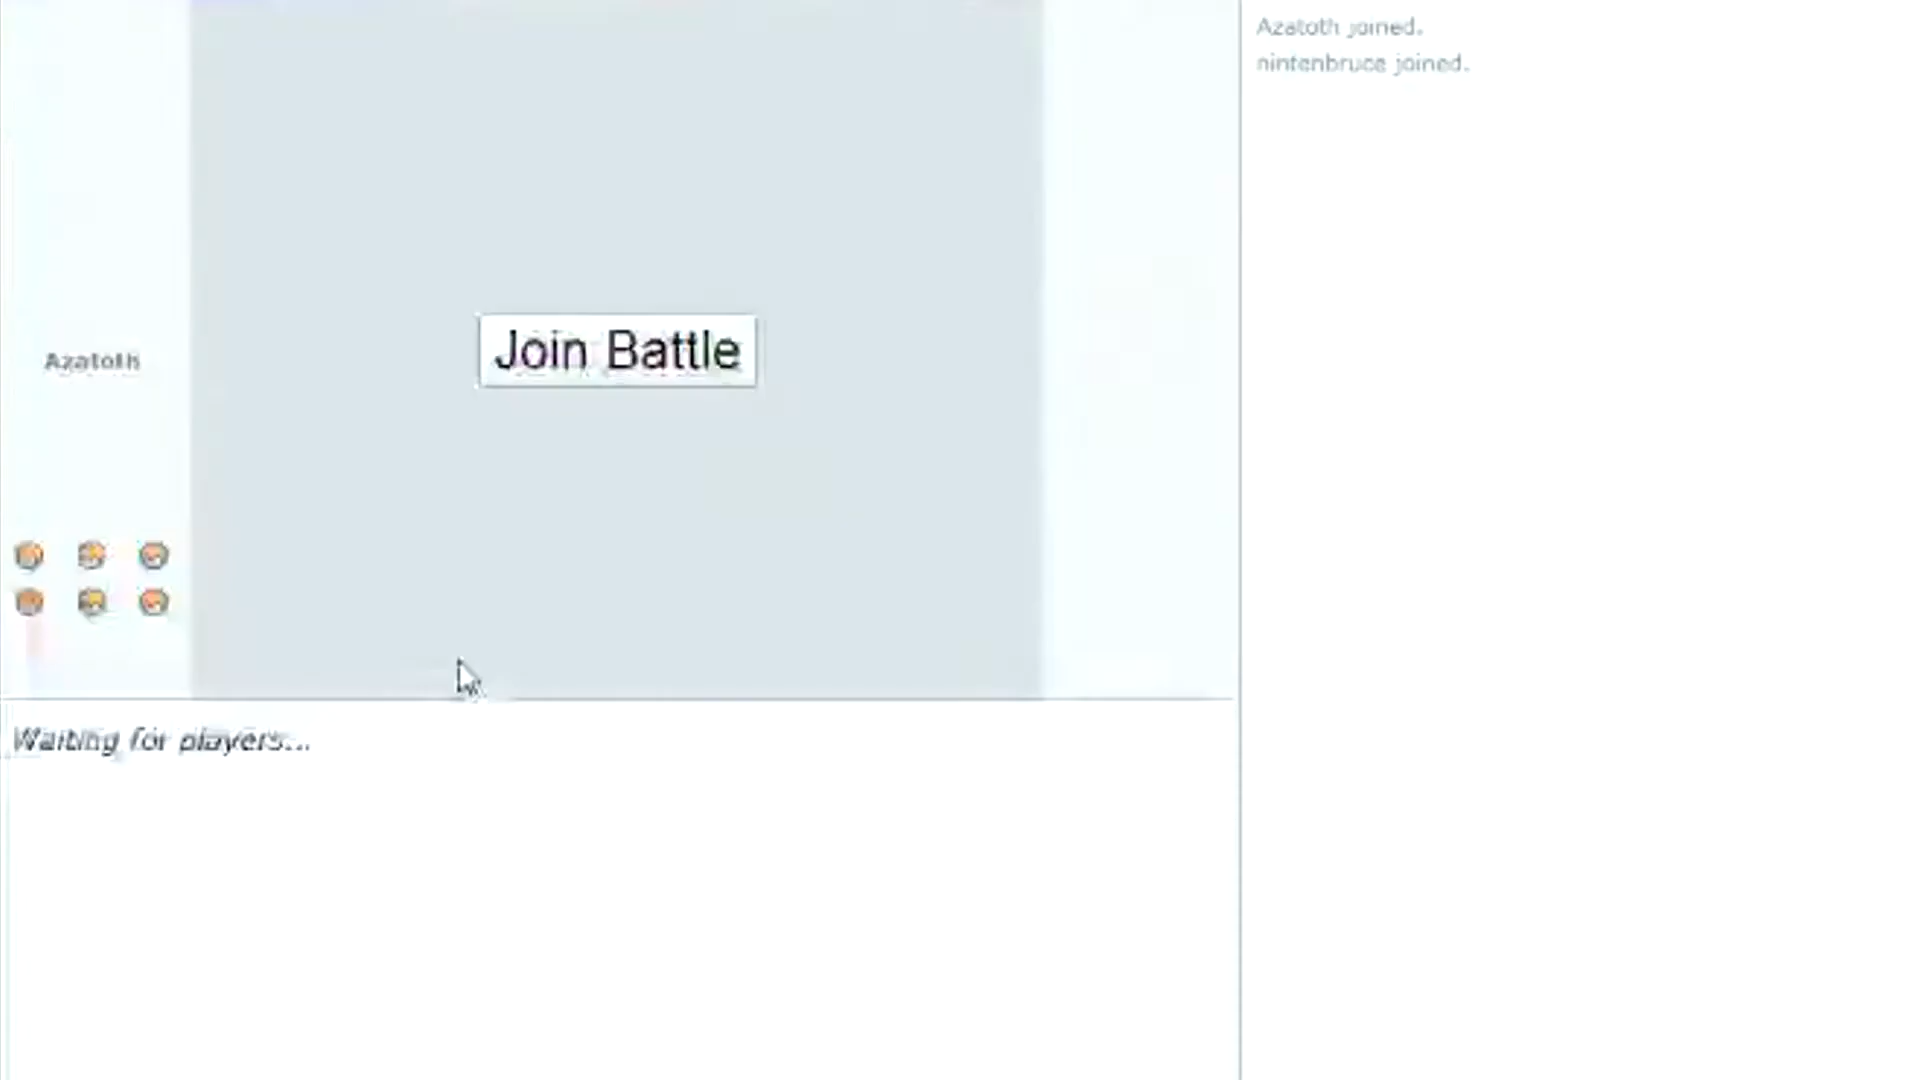 Azatoth joined.
nintenbruce joined.
Join Battle
Azatoth
Waiting for players...